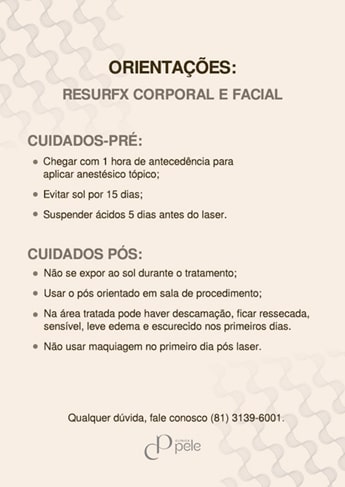 ORIENTAÇÕES:
RESURFX CORPORAL E FACIAL
CUIDADOS-PRÉ:
• Chegar com 1 hora de antecedência para
aplicar anestésico tópico;
• Evitar sol por 15 dias;
• Suspender ácidos 5 dias antes do laser.
CUIDADOS PÓS:
• Não se expor ao sol durante o tratamento;
• Usar o pós orientado em sala de procedimento;
• Na área tratada pode haver descamação, ficar ressecada,
sensível, leve edema e escurecido nos primeiros dias.
• Não usar maquiagem no primeiro dia pós laser.
Qualquer dúvida, fale conosco (81) 3139-6001.
pele